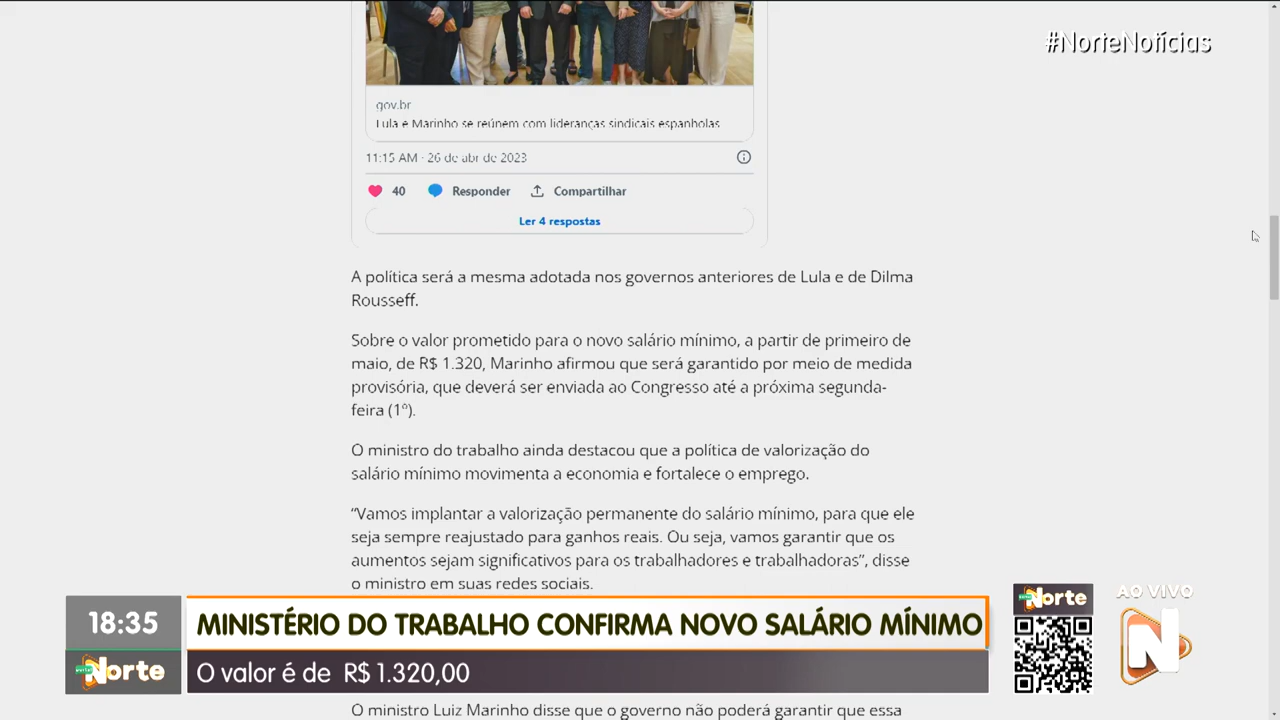 #NorteNotícias
gov.br
Lula e Marinho se reúnem com lideranças sindicais espanholas
11:15 AM · 26 de abr de 2023
40 Responder Compartilhar
Ler 4 respostas
A política será a mesma adotada nos governos anteriores de Lula e de Dilma
Rousseff.
Sobre o valor prometido para o novo salário mínimo, a partir de primeiro de
maio, de R$ 1.320, Marinho afirmou que será garantido por meio de medida
provisória, que deverá ser enviada ao Congresso até a próxima segunda-
feira (1º).
O ministro do trabalho ainda destacou que a política de valorização do
salário mínimo movimenta a economia e fortalece o emprego.
“Vamos implantar a valorização permanente do salário mínimo, para que ele
seja sempre reajustado para ganhos reais. Ou seja, vamos garantir que os
aumentos sejam significativos para os trabalhadores e trabalhadoras”, disse
o ministro em suas redes sociais.
18:35
MINISTÉRIO DO TRABALHO CONFIRMA NOVO SALÁRIO MÍNIMO
Norte
O valor é de R$ 1.320,00
Norte
AO VIVO
N
O ministro Luiz Marinho disse que o governo não poderá garantir que essa